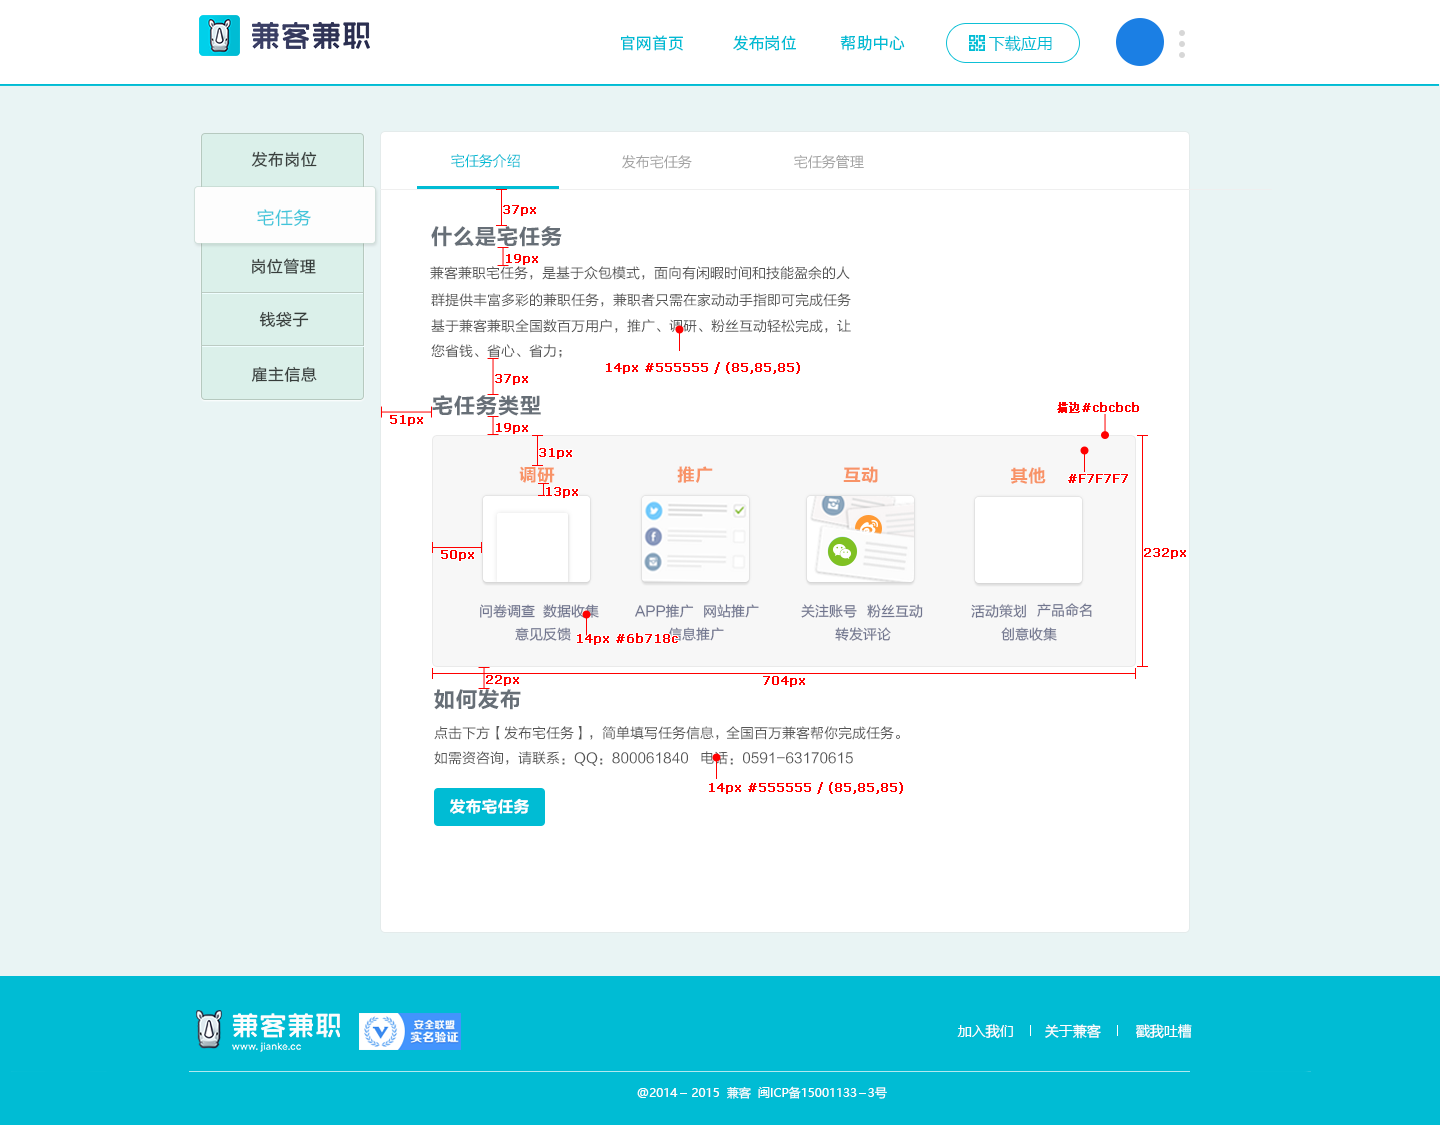 兼客兼职
官网首页 发布岗位 帮助中心 下载应用
发布岗位
宅任务
岗位管理
钱袋子
雇主信息
宅任务介绍 发布宅任务 宅任务管理
37px
什么是宅任务
19px
兼客兼职宅任务，是基于众包模式，面向有闲暇时间和技能盈余的人
群提供丰富多彩的兼职任务，兼职者只需在家动动手指即可完成任务
基于兼客兼职全国数百万用户，推广、调研、粉丝互动轻松完成，让
您省钱、省心、省力；
14px #555555 / (85,85,85)
37px
宅任务类型
51px
19px
描边#cbcbcb
31px
调研 推广 互动 其他
#F7F7F7
13px
50px
232px
问卷调查 数据收集 APP推广 网站推广 关注账号 粉丝互动 活动策划 产品命名
意见反馈 信息推广 转发评论 创意收集
14px #6b718c
22px
704px
如何发布
点击下方【发布宅任务】，简单填写任务信息，全国百万兼客帮你完成任务。
如需资咨询，请联系：QQ：800061840 电话：0591-63170615
14px #555555 / (85,85,85)
发布宅任务
兼客兼职
www.jianke.cc
安全联盟
实名验证
加入我们 | 关于兼客 | 戳我吐槽
@2014－2015 兼客 闽ICP备15001133－3号